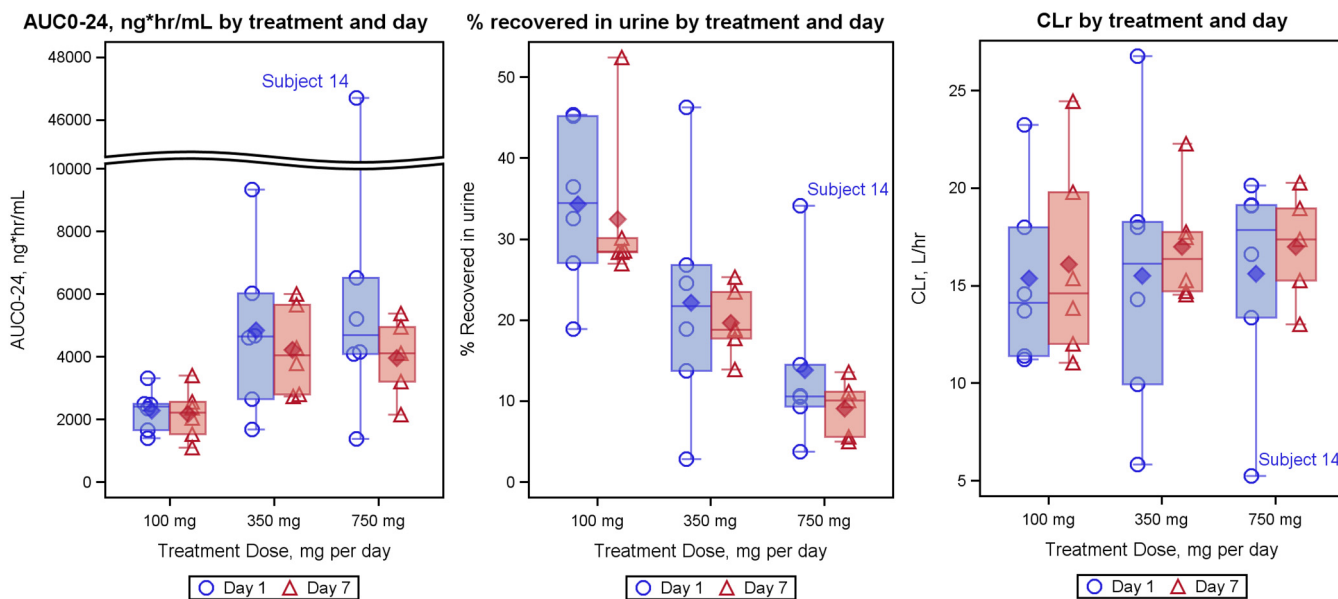 AUC0-24, ng*hr/mL by treatment and day
48000
46000
10000
8000
6000
4000
2000
0
AUC0-24, ng*hr/mL
Subject 14
100 mg
350 mg
750 mg
Treatment Dose, mg per day
Day 1
Day 7
% recovered in urine by treatment and day
50
40
30
20
10
0
% Recovered in urine
Subject 14
100 mg
350 mg
750 mg
Treatment Dose, mg per day
Day 1
Day 7
CLr by treatment and day
25
20
15
10
5
CLr, L/hr
Subject 14
100 mg
350 mg
750 mg
Treatment Dose, mg per day
Day 1
Day 7